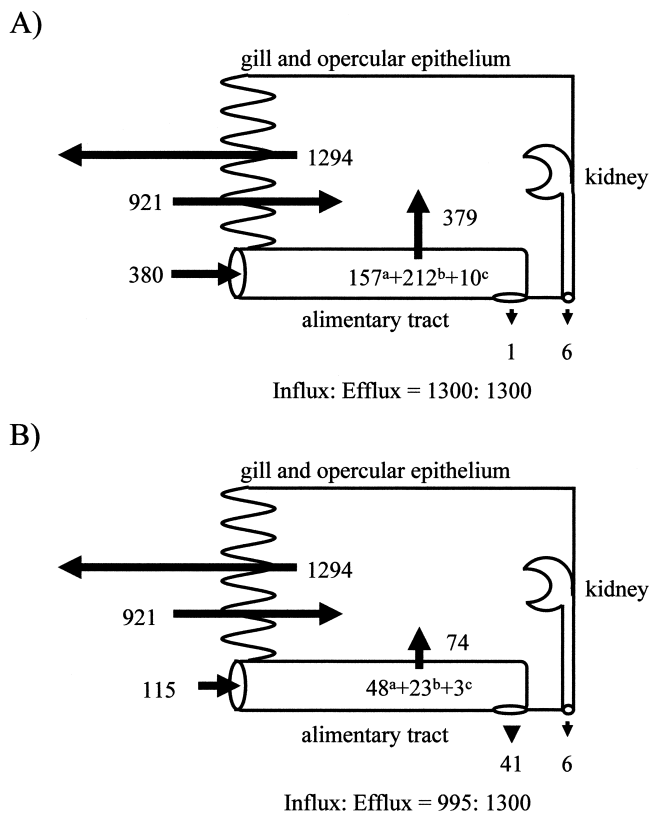 A)
gill and opercular epithelium
1294
kidney
921
379
380
157ᵃ+212ᵇ+10ᶜ
alimentary tract
1 6
Influx: Efflux = 1300: 1300
B)
gill and opercular epithelium
1294
kidney
921
74
115
48ᵃ+23ᵇ+3ᶜ
alimentary tract
41 6
Influx: Efflux = 995: 1300